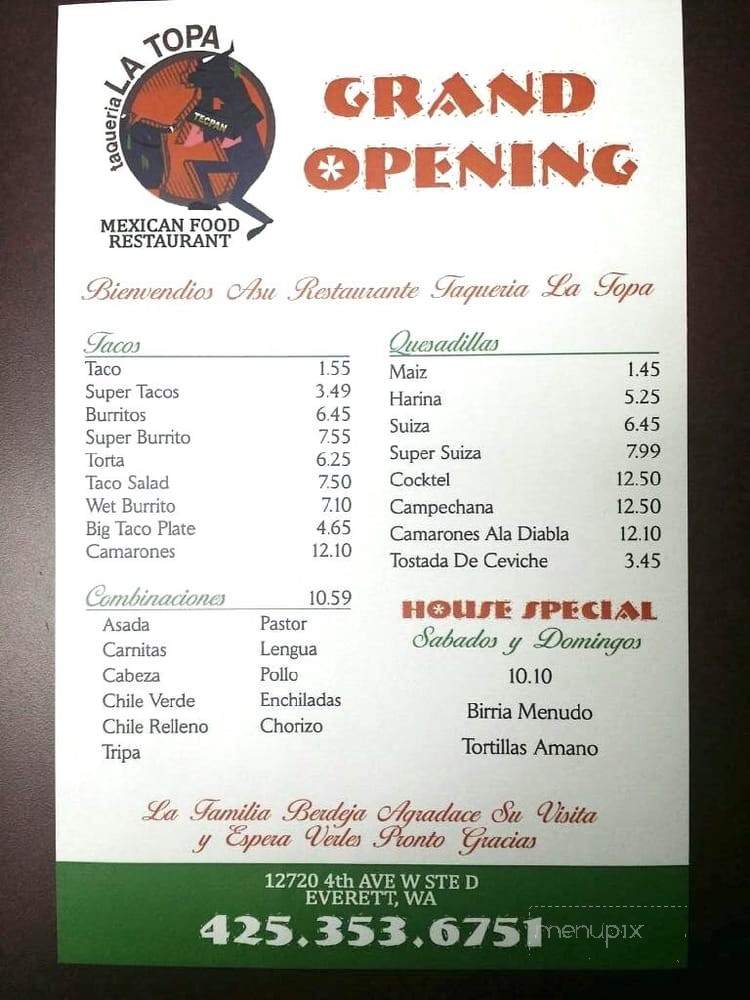 taqueria LA TOPA
TECPAN
MEXICAN FOOD
RESTAURANT
GRAND
OPENING
Bienvendios Asu Restaurante Taqueria La Topa
Tacos
Taco 1.55
Super Tacos 3.49
Burritos 6.45
Super Burrito 7.55
Torta 6.25
Taco Salad 7.50
Wet Burrito 7.10
Big Taco Plate 4.65
Camarones 12.10
Combinaciones 10.59
Asada Pastor
Carnitas Lengua
Cabeza Pollo
Chile Verde Enchiladas
Chile Relleno Chorizo
Tripa
Quesadillas
Maiz 1.45
Harina 5.25
Suiza 6.45
Super Suiza 7.99
Cocktel 12.50
Campechana 12.50
Camarones Ala Diabla 12.10
Tostada De Ceviche 3.45
HOUSE SPECIAL
Sabados y Domingos
10.10
Birria Menudo
Tortillas Amano
La Familia Berdeja Agradace Su Visita
y Espera Verles Pronto Gracias
12720 4th AVE W STE D
EVERETT, WA
425.353.6751
menupix